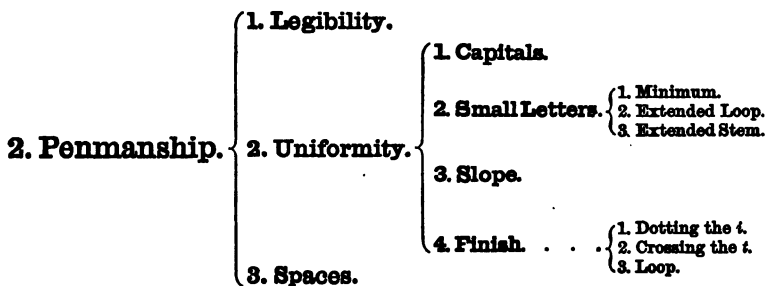 1. Legibility.
1. Capitals.
2. Small Letters.
1. Minimum.
2. Extended Loop.
3. Extended Stem.
2. Penmanship.
2. Uniformity.
3. Slope.
4. Finish. . . .
1. Dotting the i.
2. Crossing the t.
3. Loop.
3. Spaces.